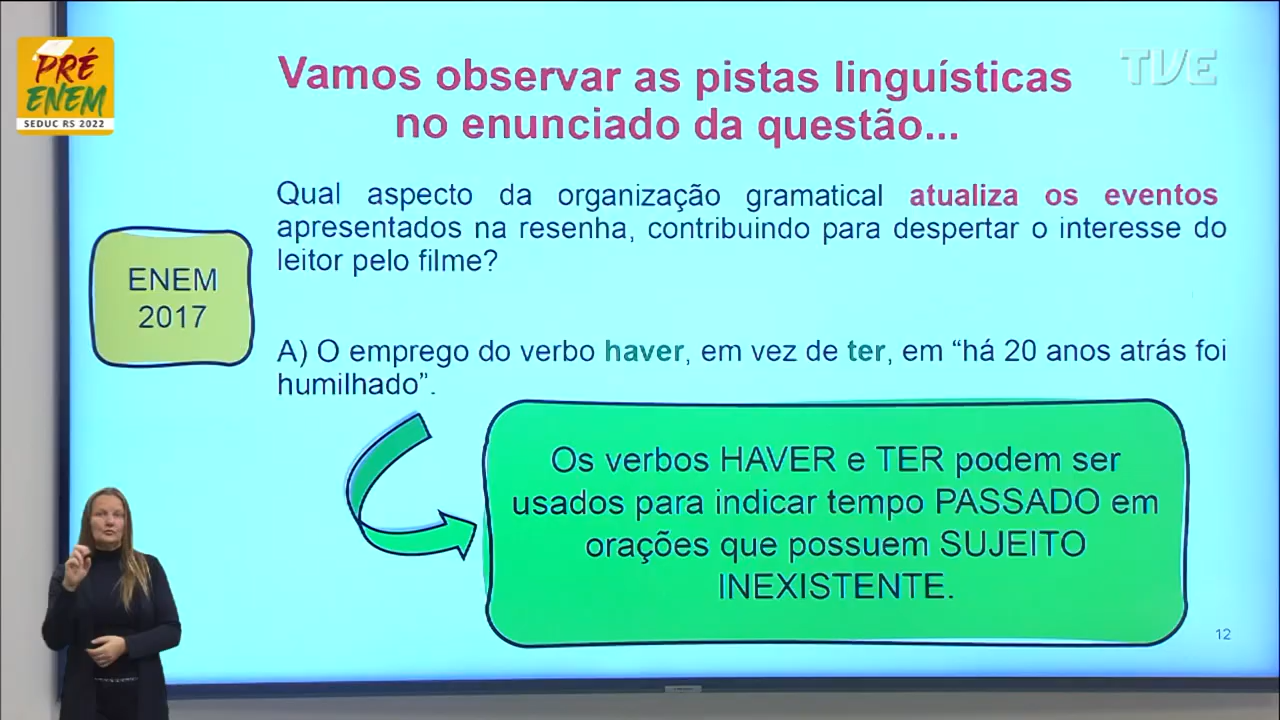 PRÉ
ENEM
SEDUC RS 2022
TVE
Vamos observar as pistas linguísticas
no enunciado da questão...
Qual aspecto da organização gramatical atualiza os eventos
apresentados na resenha, contribuindo para despertar o interesse do
leitor pelo filme?
ENEM
2017
A) O emprego do verbo haver, em vez de ter, em “há 20 anos atrás foi
humilhado”.
Os verbos HAVER e TER podem ser
usados para indicar tempo PASSADO em
orações que possuem SUJEITO
INEXISTENTE.
12